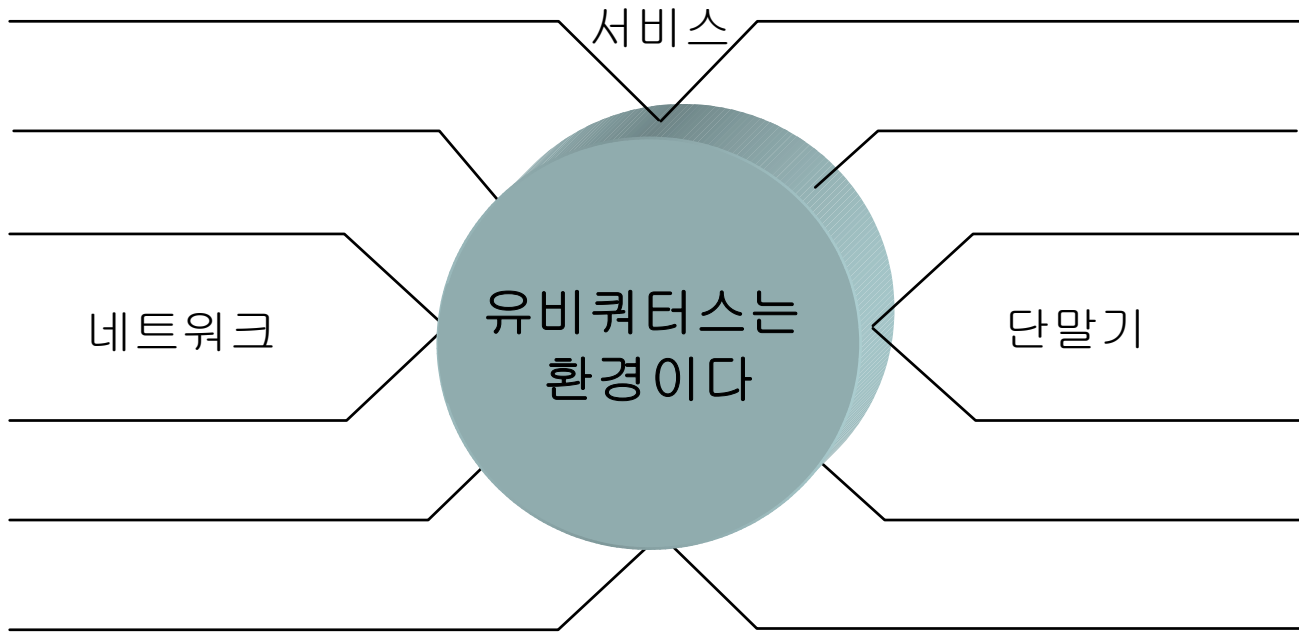 서비스
네트워크
유비쿼터스는
환경이다
단말기